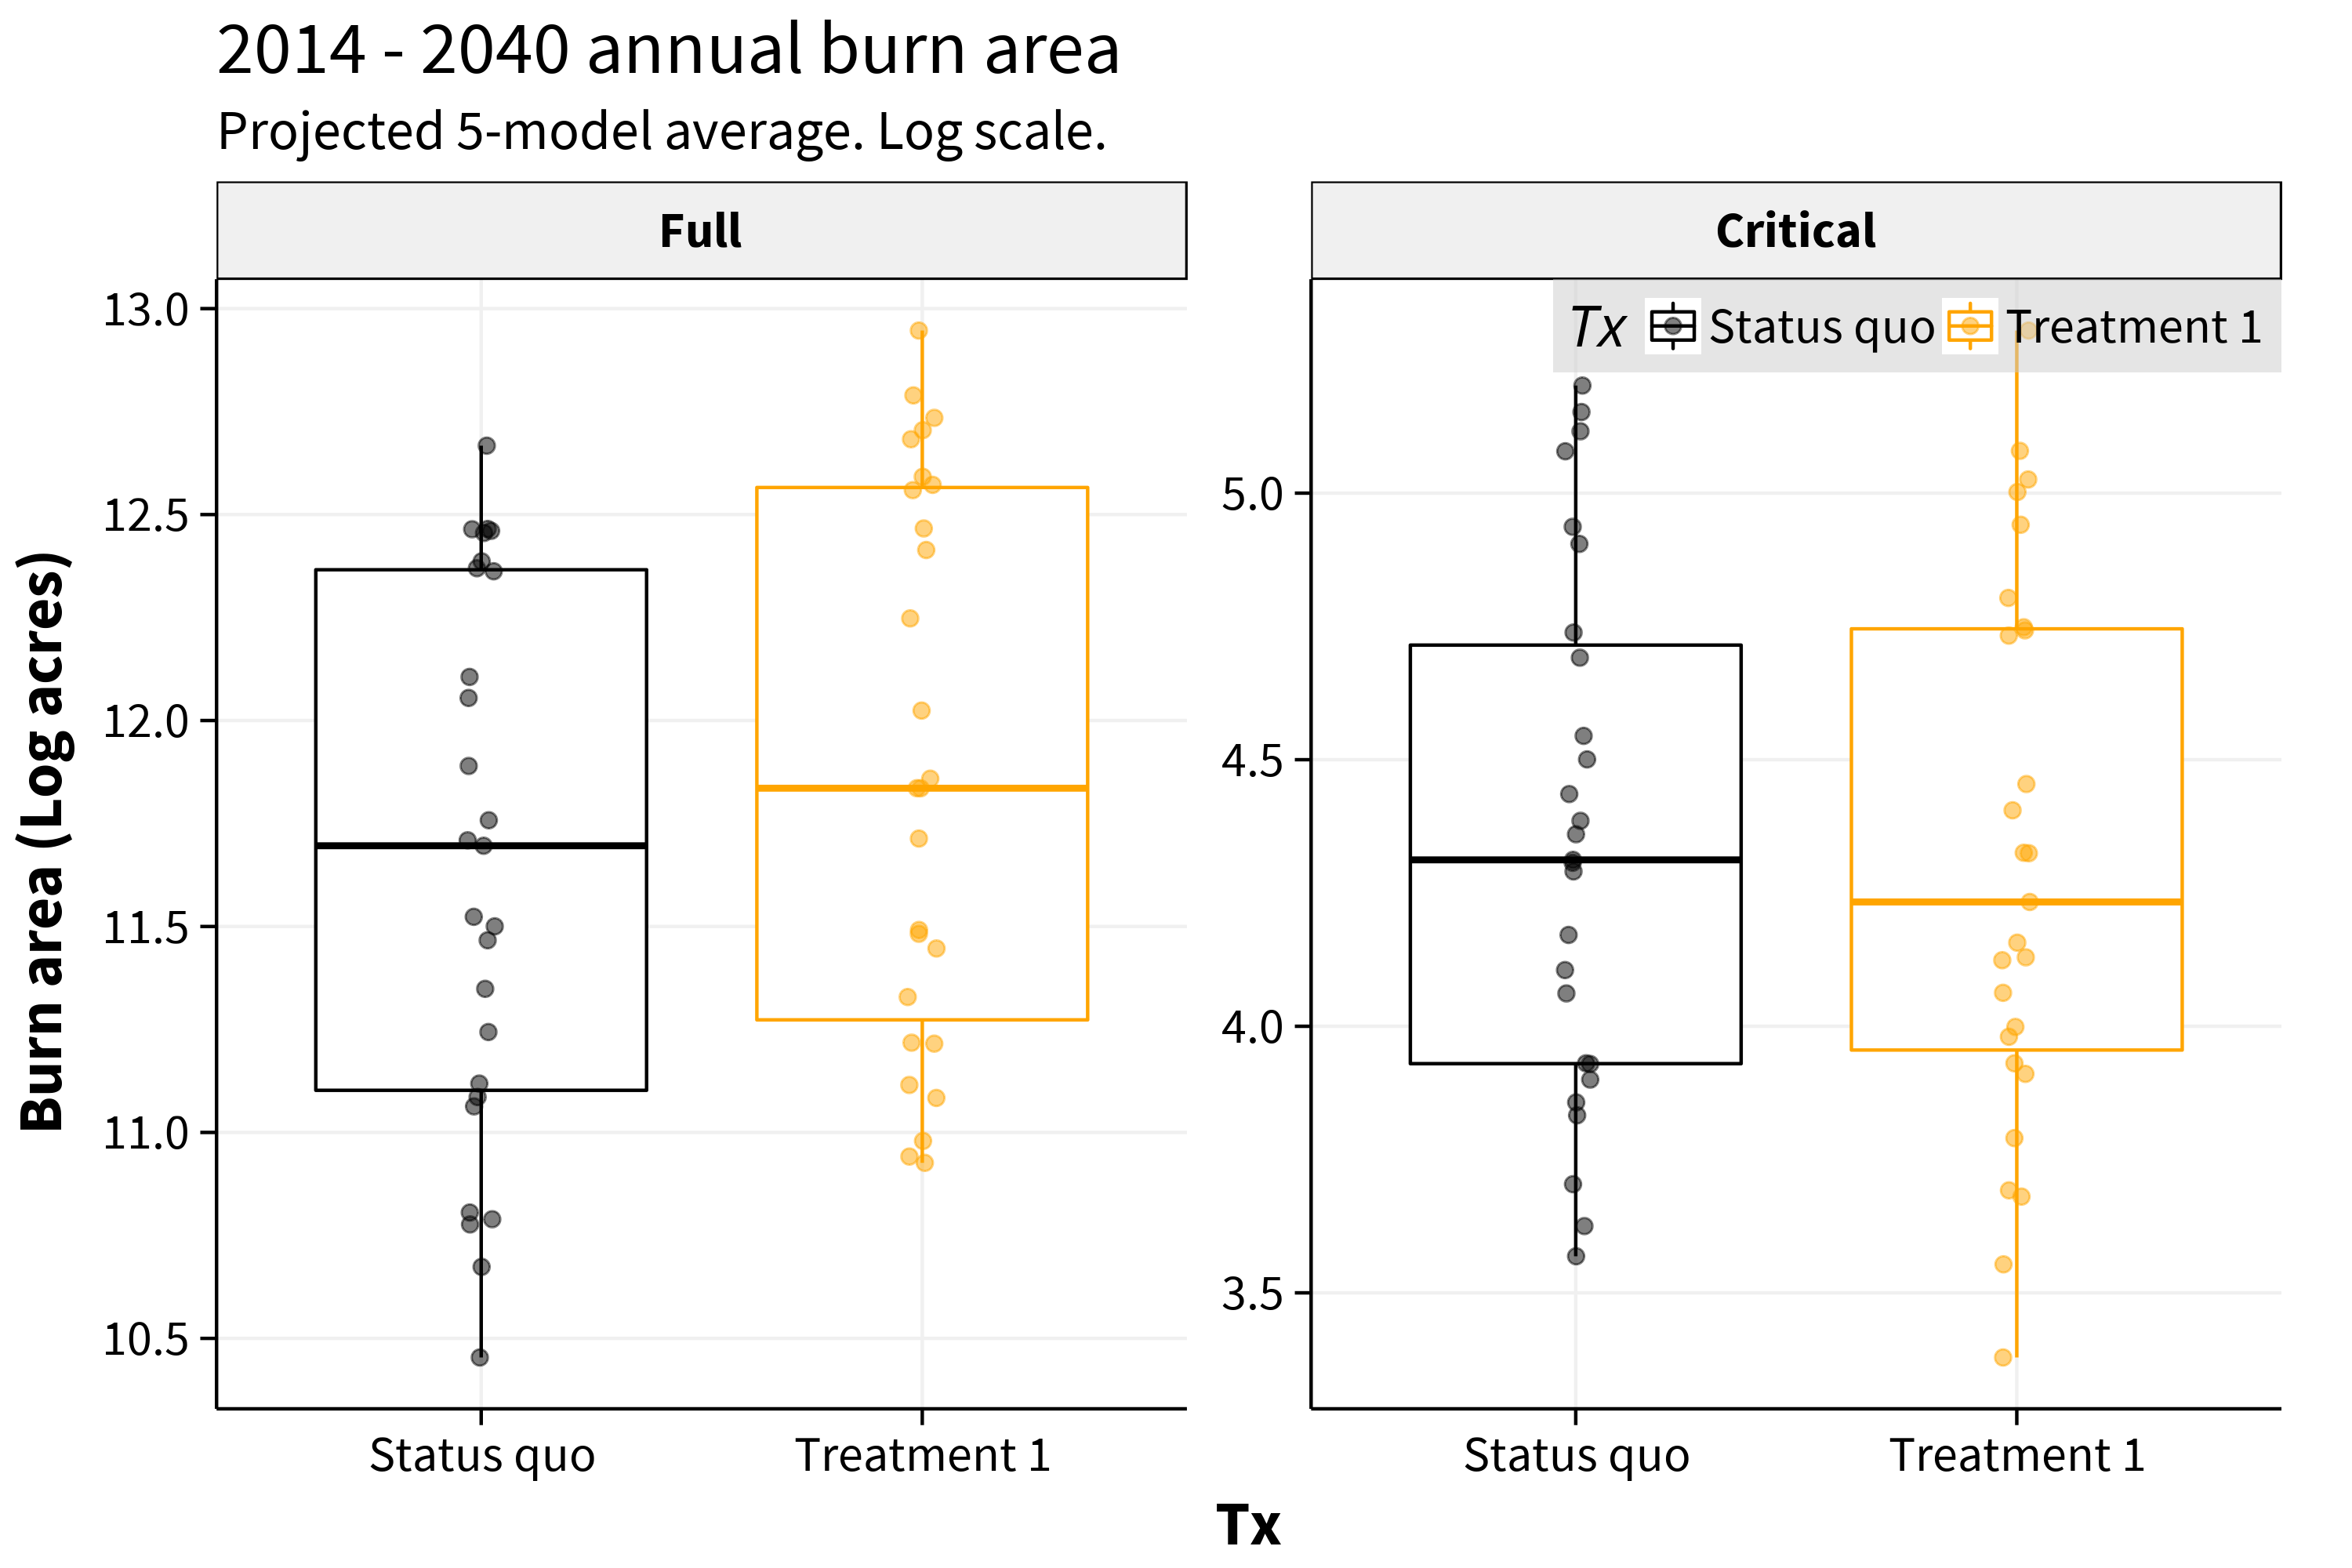 2014 - 2040 annual burn area
Projected 5-model average. Log scale.
Full
Critical
Tx Status quo Treatment 1
Burn area (Log acres)
13.0
12.5
12.0
11.5
11.0
10.5
5.0
4.5
4.0
3.5
Status quo
Treatment 1
Status quo
Treatment 1
Tx